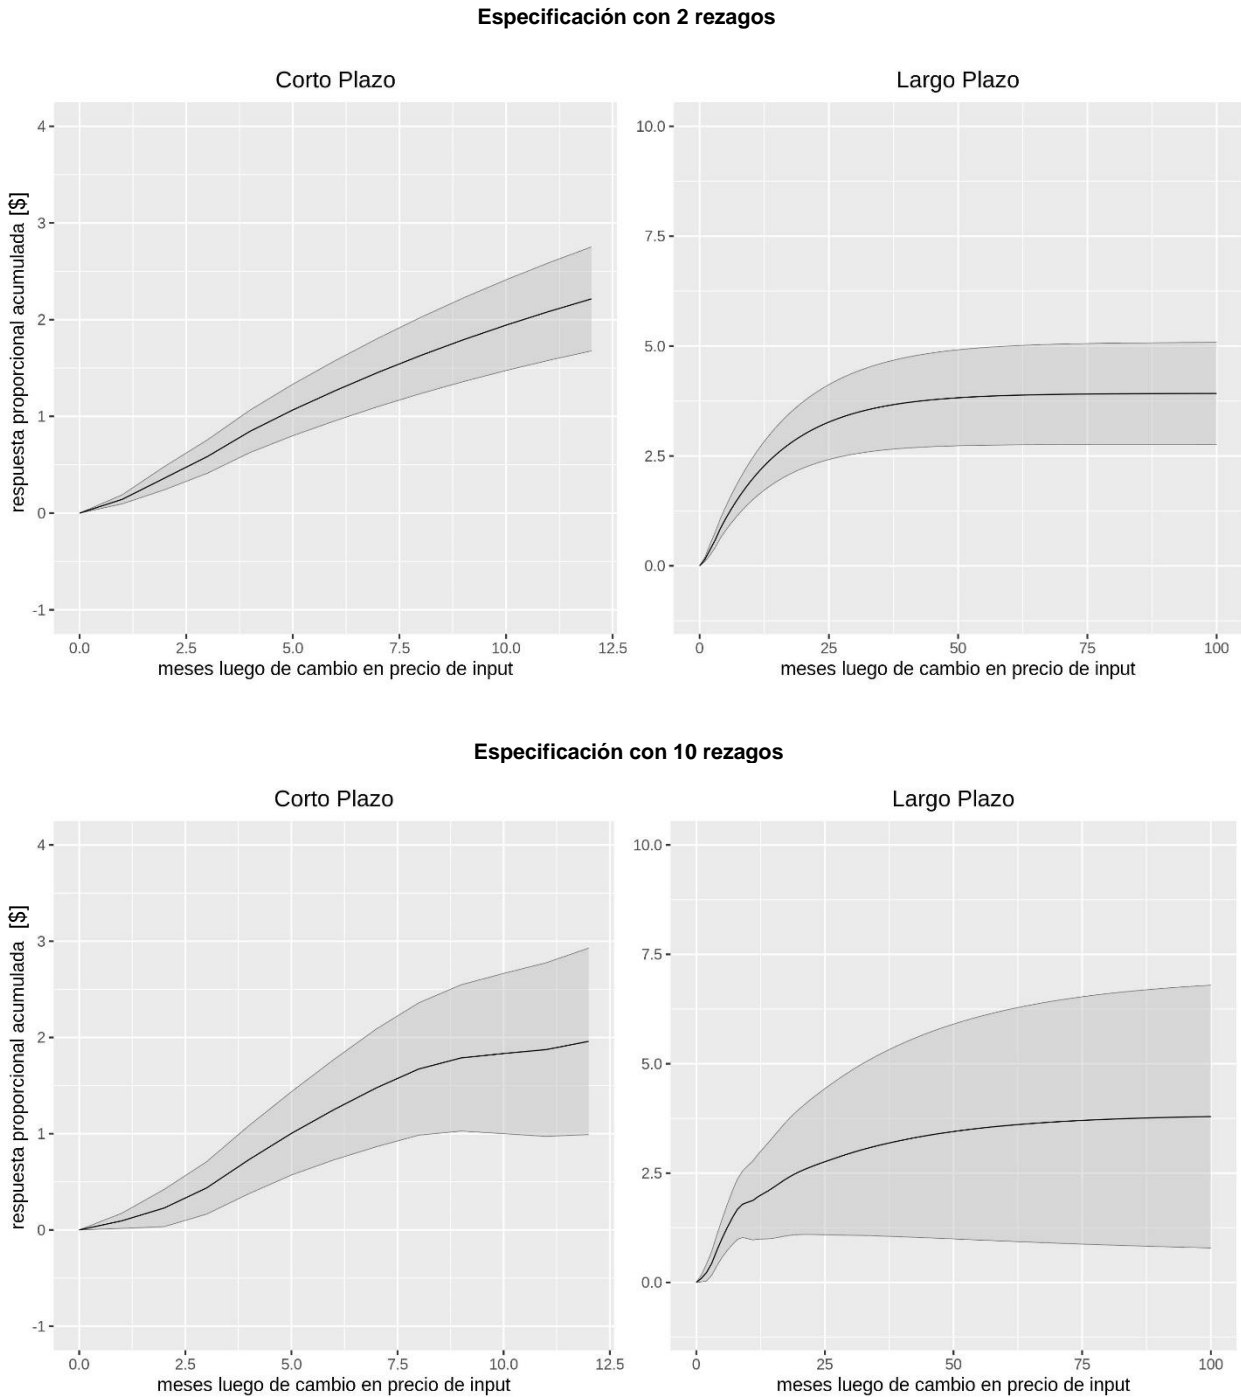 Especificación con 2 rezagos
Corto Plazo
Largo Plazo
respuesta proporcional acumulada [$]
4
3
2
1
0
-1
0.0 2.5 5.0 7.5 10.0 12.5
meses luego de cambio en precio de input
10.0
7.5
5.0
2.5
0.0
0 25 50 75 100
meses luego de cambio en precio de input
Especificación con 10 rezagos
Corto Plazo
Largo Plazo
respuesta proporcional acumulada [$]
4
3
2
1
0
-1
0.0 2.5 5.0 7.5 10.0 12.5
meses luego de cambio en precio de input
10.0
7.5
5.0
2.5
0.0
0 25 50 75 100
meses luego de cambio en precio de input